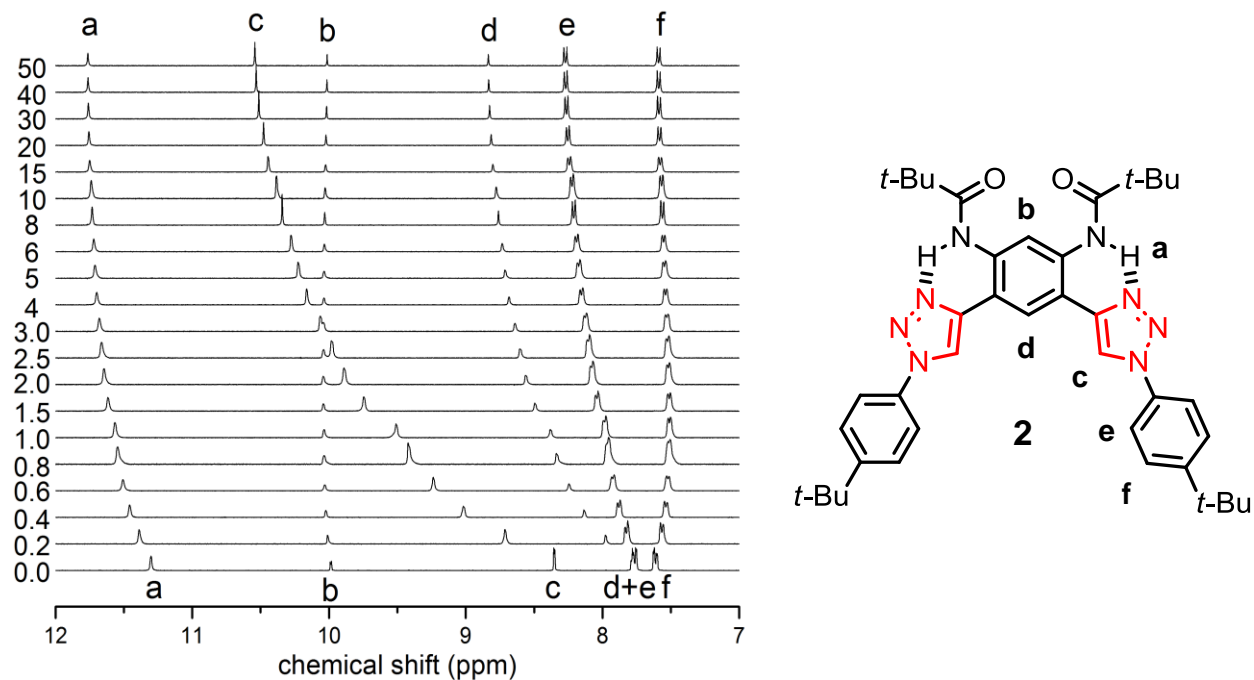 a c b d e f
50
40
30
20
15
10
8
6
5
4
3.0
2.5
2.0
1.5
1.0
0.8
0.6
0.4
0.2
0.0
a b c d+e f
12 11 10 9 8 7
chemical shift (ppm)
t-Bu O O t-Bu
b
N N
H H a
N N
N N
d
N c N
2
e
t-Bu f t-Bu